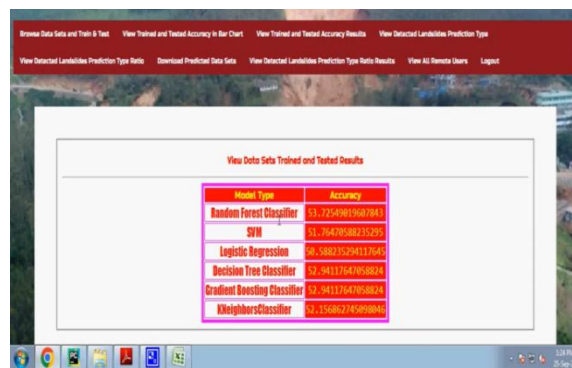 Browse Data Sets and Train & Test View Trained and Tested Accuracy in Bar Chart View Trained and Tested Accuracy Results View Detected Landslides Prediction Type
View Detacted Landslides Prediction Type Ratio Download Predicted Data Sets View Detacted Landslides Prediction Type Ratio Results View All Remote Users Logout
View Data Sets Trained and Tested Results
Model Type Accuracy
Random Forest Classifier 53.72549019607843
SVM 51.76470588235295
Logistic Regression 50.588235294117645
Decision Tree Classifier 52.94117647058824
Gradient Boosting Classifier 52.94117647058824
KNeighborsClassifier 52.156862745098046